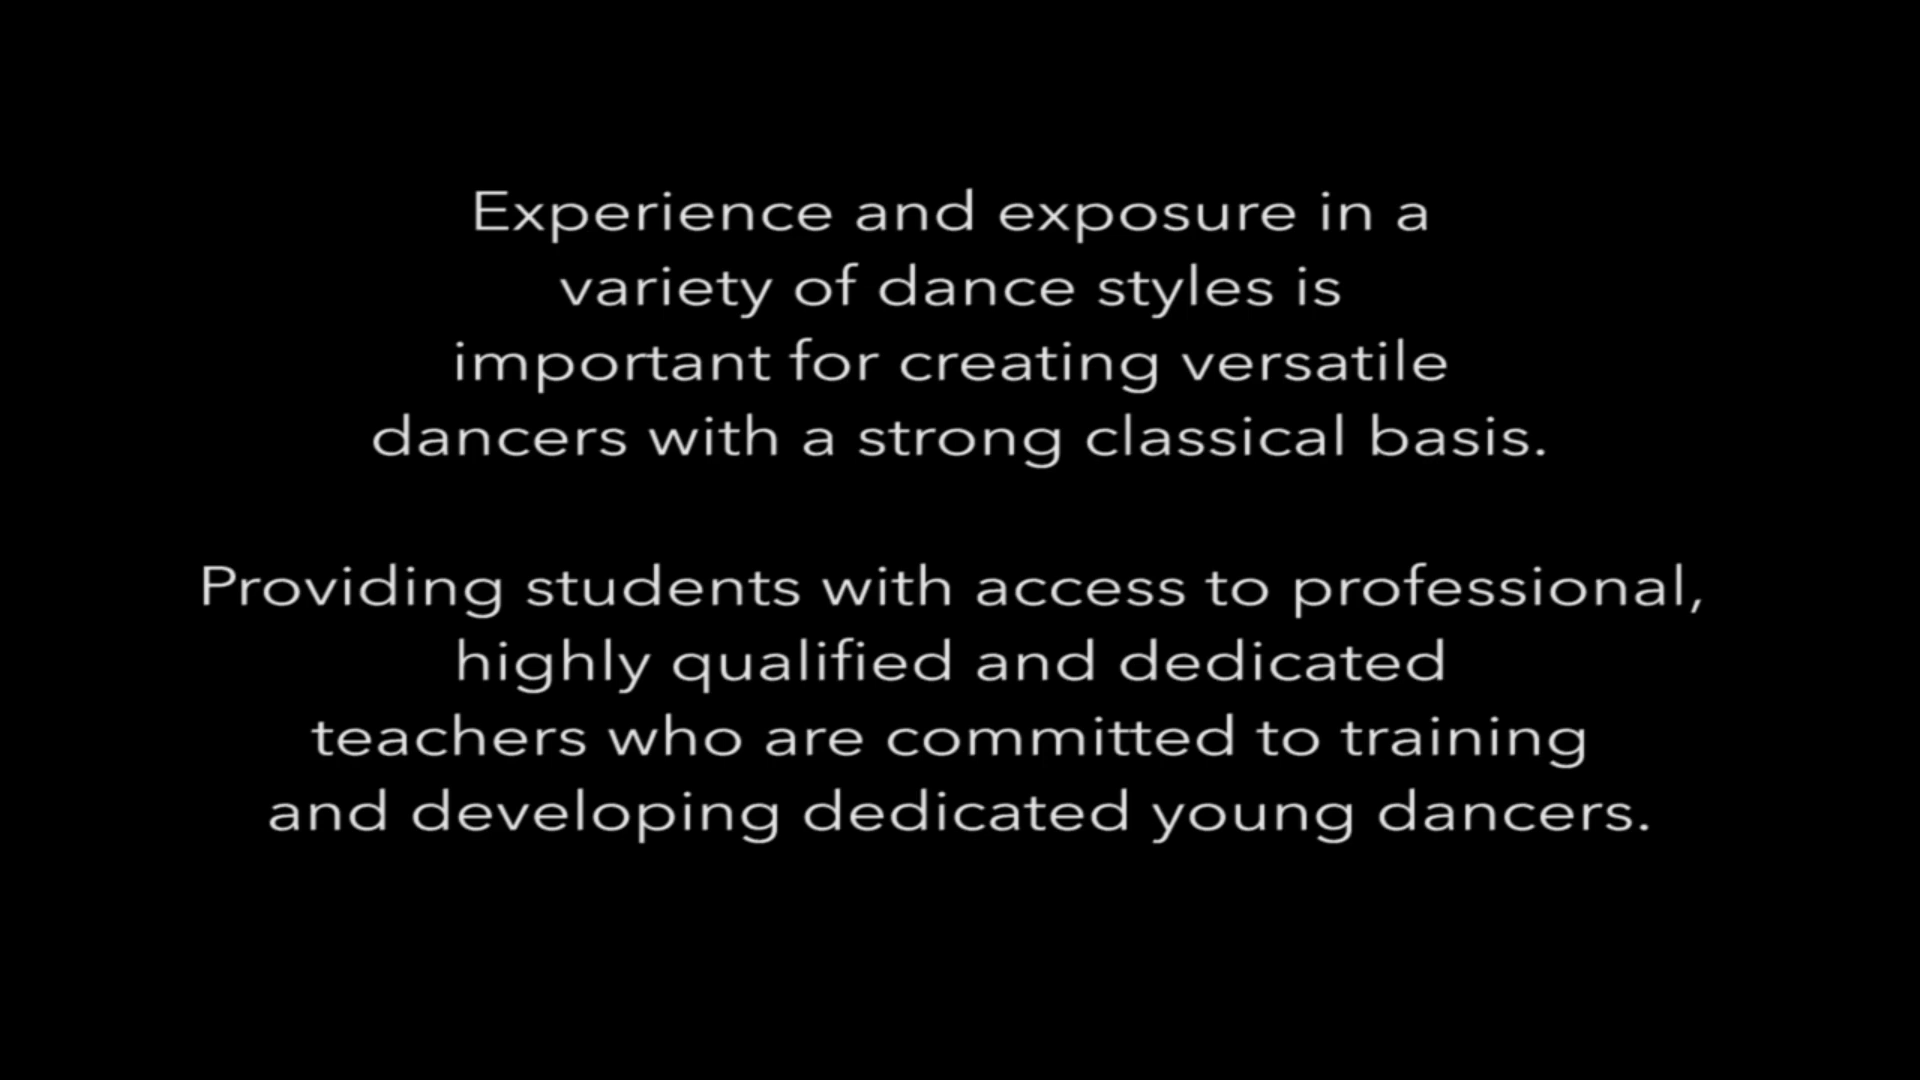 Experience and exposure in a
variety of dance styles is
important for creating versatile
dancers with a strong classical basis.
Providing students with access to professional,
highly qualified and dedicated
teachers who are committed to training
and developing dedicated young dancers.